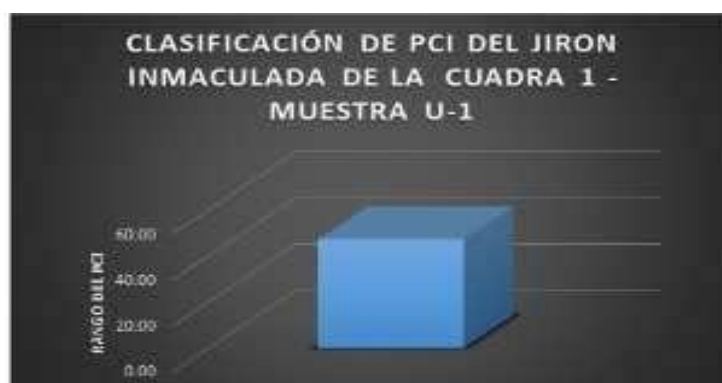 CLASIFICACIÓN DE PCI DEL JIRON
INMACULADA DE LA CUADRA 1 -
MUESTRA U-1
RANGO DEL PCI
60.00
40.00
20.00
0.00